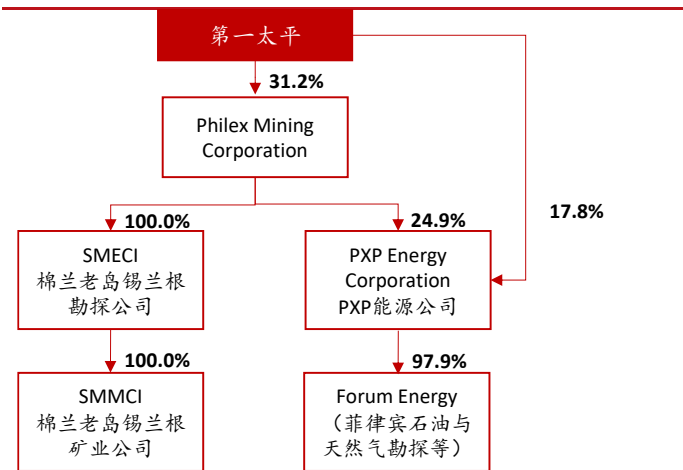 第一太平
31.2%
Philex Mining
Corporation
100.0%
24.9%
17.8%
SMECI
棉兰老岛锡兰根
勘探公司
PXP Energy
Corporation
PXP能源公司
100.0%
97.9%
SMMCI
棉兰老岛锡兰根
矿业公司
Forum Energy
（菲律宾石油与
天然气勘探等）